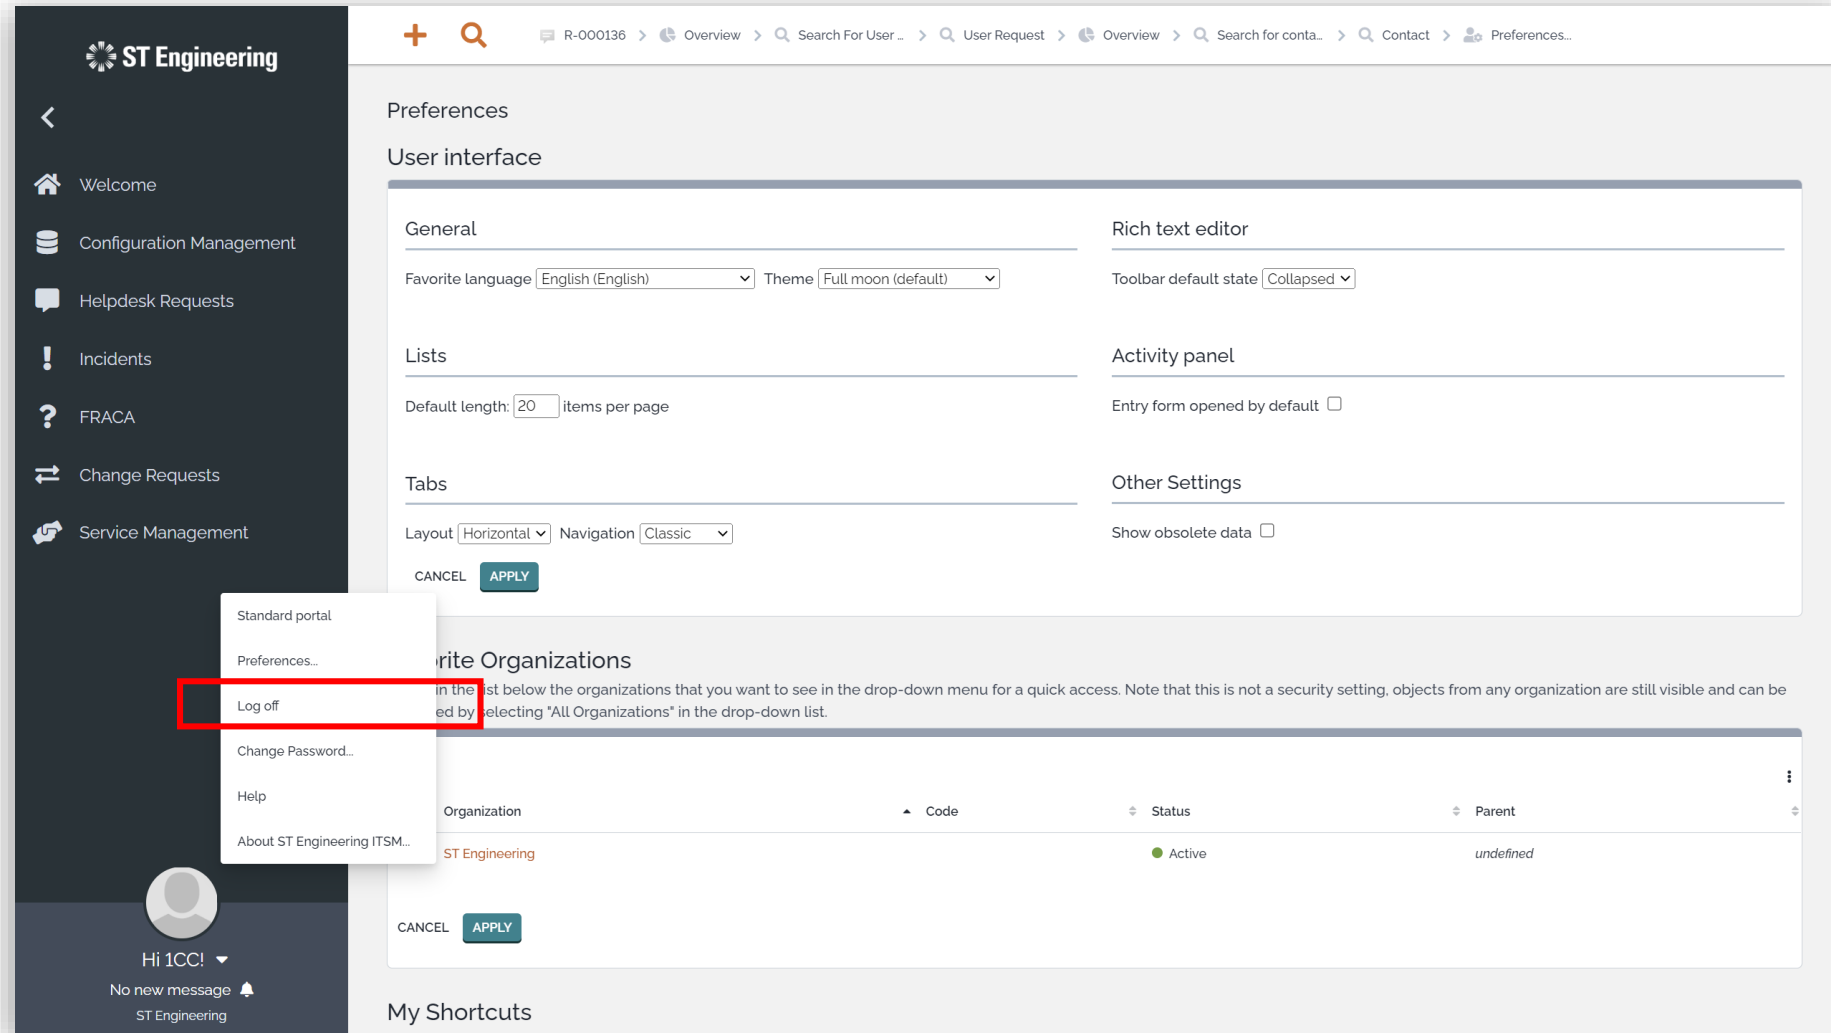 ST Engineering
R-000136
Overview
Search For User ...
User Request
Overview
Search for conta...
Contact
Preferences...
Welcome
Configuration Management
Helpdesk Requests
Incidents
FRACA
Change Requests
Service Management
Standard portal
Preferences...
Log off
Change Password...
Help
About ST Engineering ITSM...
Hi 1CC!
No new message
ST Engineering
Preferences
User interface
General
Favorite language English (English) Theme Full moon (default)
Rich text editor
Toolbar default state Collapsed
Lists
Default length: 20 items per page
Activity panel
Entry form opened by default
Tabs
Layout Horizontal Navigation Classic
Other Settings
Show obsolete data
CANCEL APPLY
rite Organizations
in the list below the organizations that you want to see in the drop-down menu for a quick access. Note that this is not a security setting, objects from any organization are still visible and can be
ed by selecting "All Organizations" in the drop-down list.
Organization Code Status Parent
ST Engineering Active undefined
CANCEL APPLY
My Shortcuts